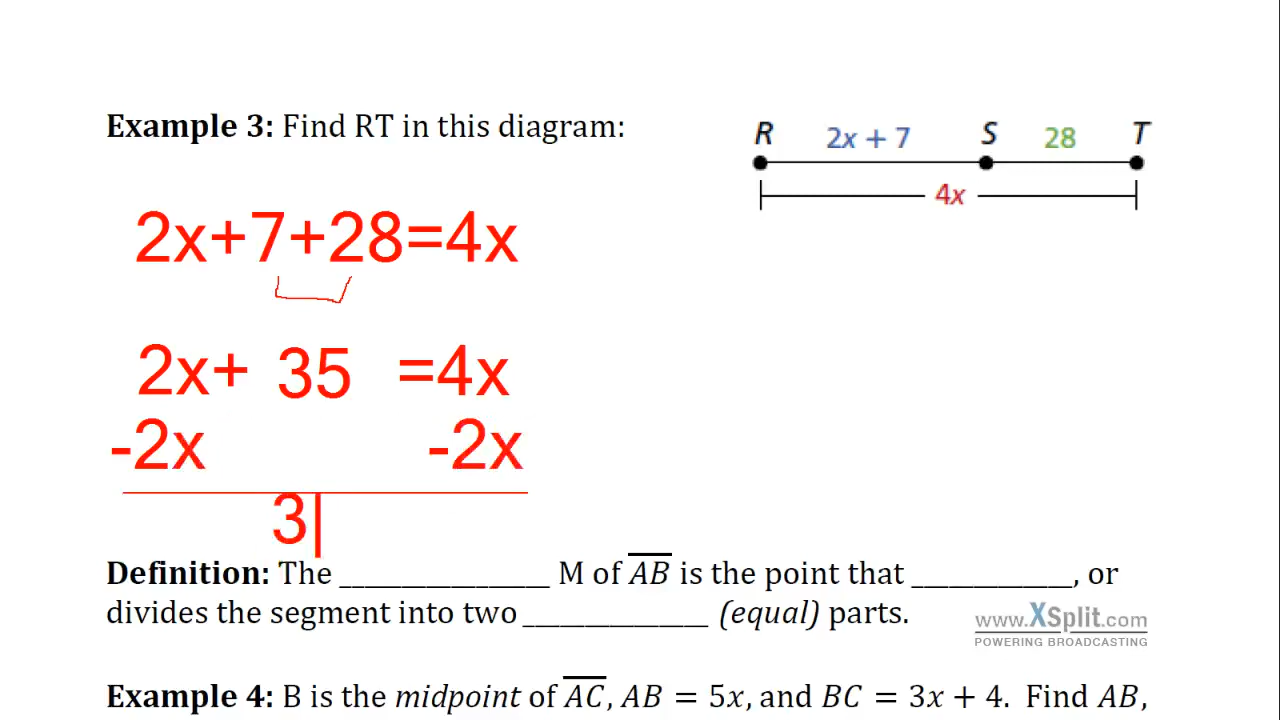 Example 3: Find RT in this diagram:
R 2x + 7 S 28 T
4x
2x+7+28=4x
2x+ 35 =4x
-2x -2x
3
Definition: The ________________ M of AB is the point that ____________, or
divides the segment into two ______________ (equal) parts.
www.XSplit.com
POWERING BROADCASTING
Example 4: B is the midpoint of AC, AB = 5x, and BC = 3x + 4. Find AB,